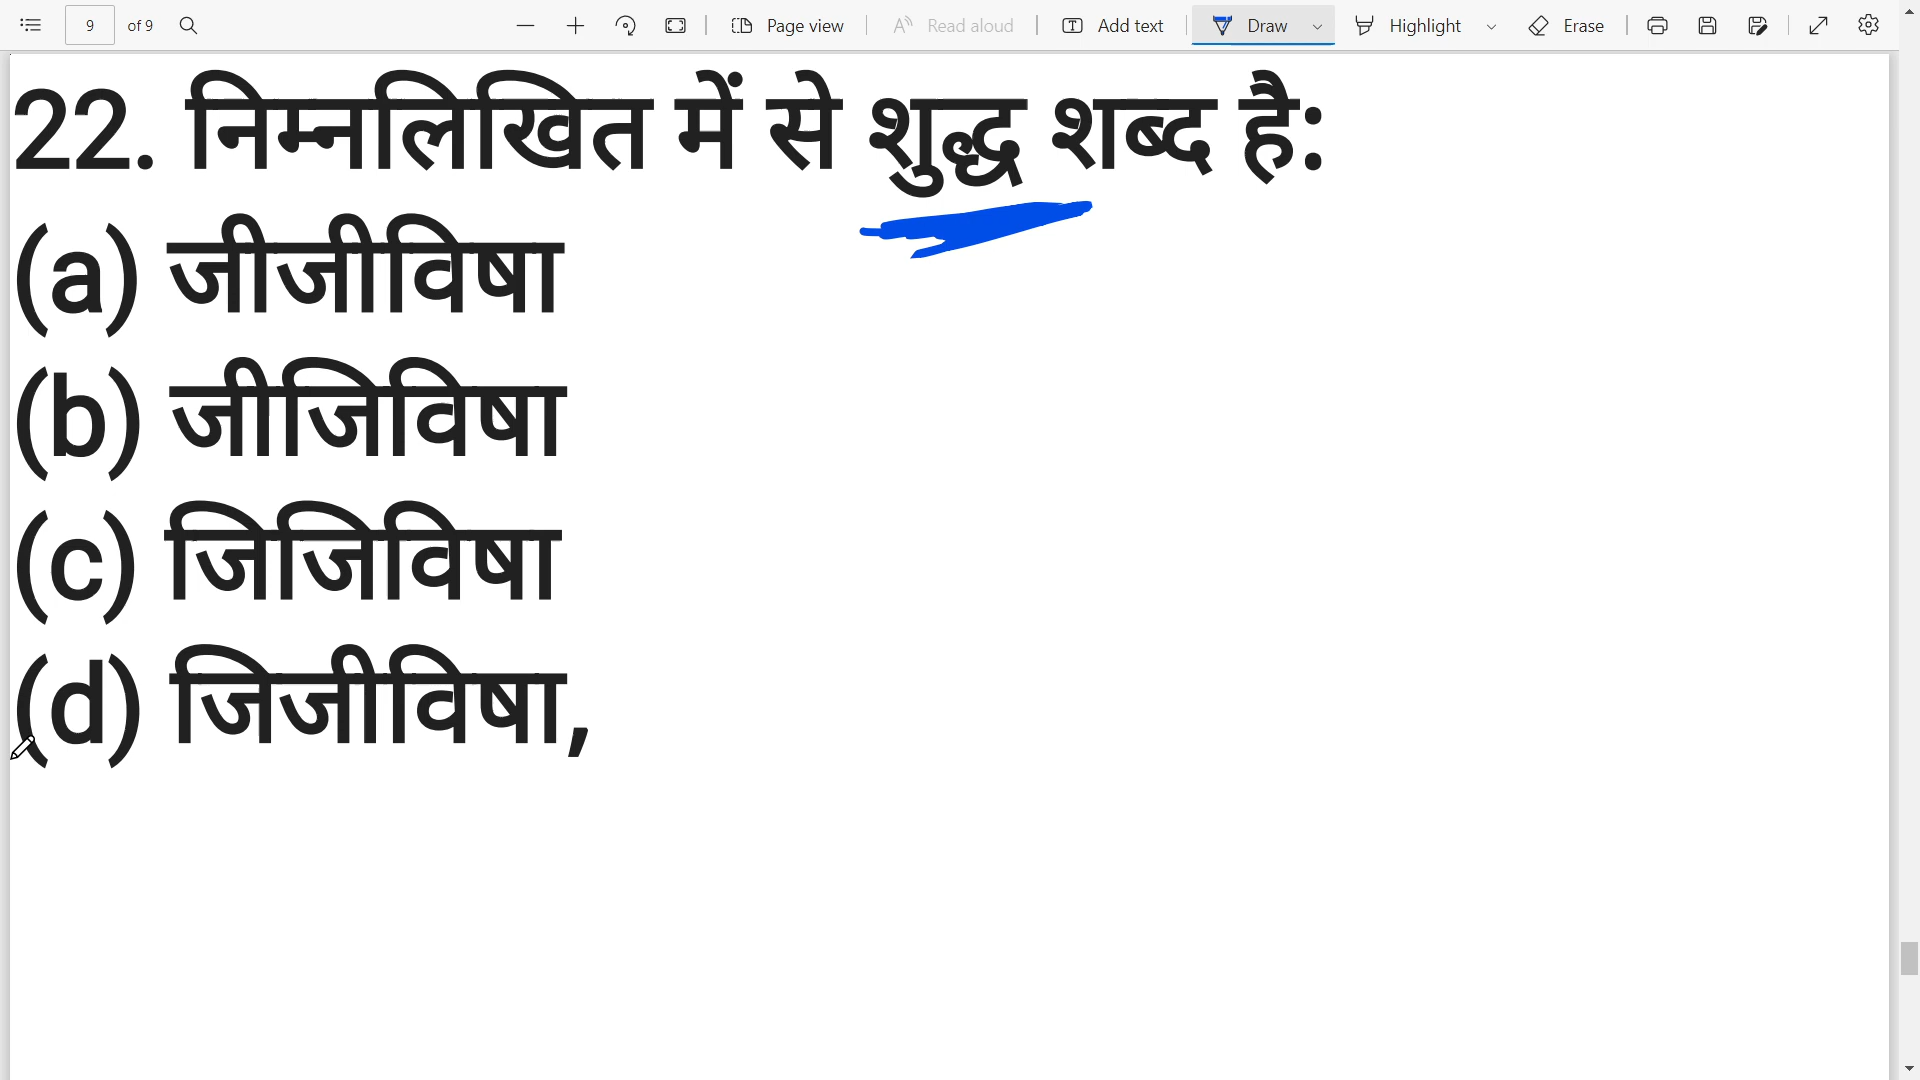 9 of 9 Page view Read aloud Add text Draw Highlight Erase
22. निम्नलिखित में से शुद्ध शब्द है:
(a) जीजीविषा
(b) जीजिविषा
(c) जिजिविषा
(d) जिजीविषा,